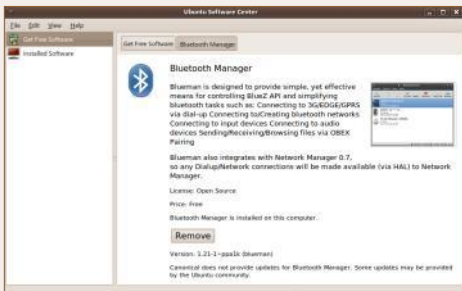 Ubuntu Software Center
File Edit View Help
Get Free Software
Installed Software
Get Free Software Bluetooth Manager
Bluetooth Manager
Blueman is designed to provide simple, yet effective
means for controlling BlueZ API and simplifying
bluetooth tasks such as: Connecting to 3G/EDGE/GPRS
via dial-up Connecting to/Creating bluetooth networks
Connecting to input devices Connecting to audio
devices Sending/Receiving/Browsing files via OBEX
Pairing
Blueman also integrates with Network Manager 0.7,
so any Dialup/Network connections will be made available (via HAL) to Network
Manager.
License: Open Source
Price: Free
Bluetooth Manager is installed on this computer.
Remove
Version: 1.21-1~ppa1k (blueman)
Canonical does not provide updates for Bluetooth Manager. Some updates may be provided
by the Ubuntu community.